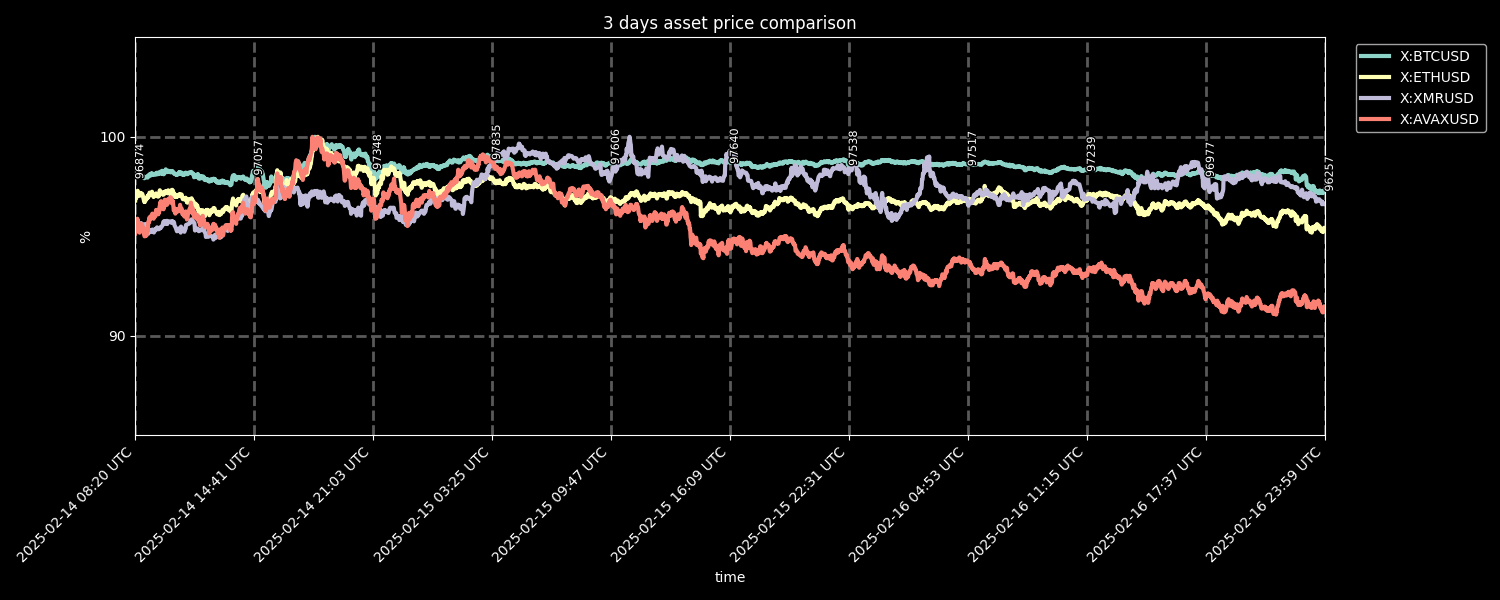 3 days asset price comparison
X:BTCUSD
X:ETHUSD
X:XMRUSD
X:AVAXUSD
100
90
%
96874
97057
97348
97835
97606
97640
97538
97517
97239
96977
96257
2025-02-14 08:20 UTC
2025-02-14 14:41 UTC
2025-02-14 21:03 UTC
2025-02-15 03:25 UTC
2025-02-15 09:47 UTC
2025-02-15 16:09 UTC
2025-02-15 22:31 UTC
2025-02-16 04:53 UTC
2025-02-16 11:15 UTC
2025-02-16 17:37 UTC
2025-02-16 23:59 UTC
time